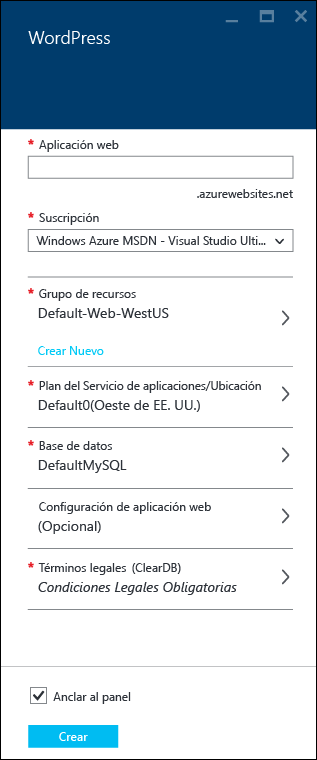 WordPress
* Aplicación web
.azurewebsites.net
* Suscripción
Windows Azure MSDN - Visual Studio Ulti...
* Grupo de recursos
Default-Web-WestUS
Crear Nuevo
* Plan del Servicio de aplicaciones/Ubicación
Default0(Oeste de EE. UU.)
* Base de datos
DefaultMySQL
Configuración de aplicación web
(Opcional)
* Términos legales (ClearDB)
Condiciones Legales Obligatorias
Anclar al panel
Crear